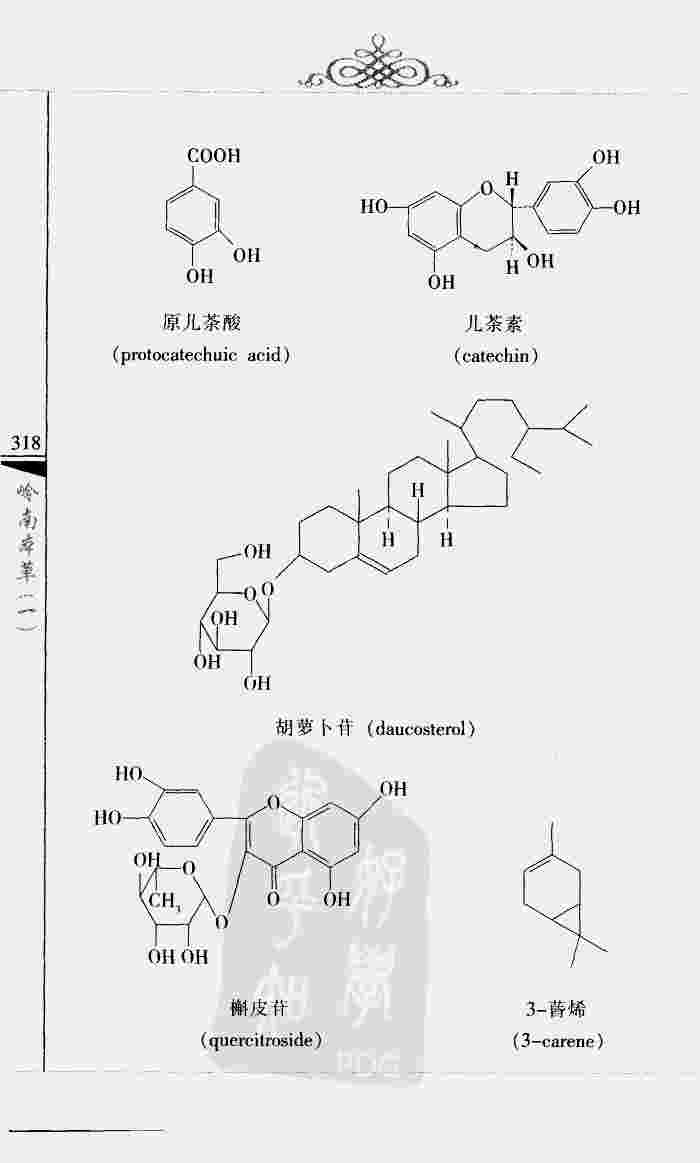 COOH
OH
OH
原儿茶酸
(protocatechuic acid)
HO
O
H
OH
OH
H
OH
OH
儿茶素
(catechin)
318
岭南本草(一)
H
H
H
OH
O
O
OH
OH
OH
胡萝卜苷 (daucosterol)
HO
HO
O
OH
OH
O
CH3
O
O
OH
OH OH
槲皮苷
(quercitroside)
3-蒈烯
(3-carene)
PDG